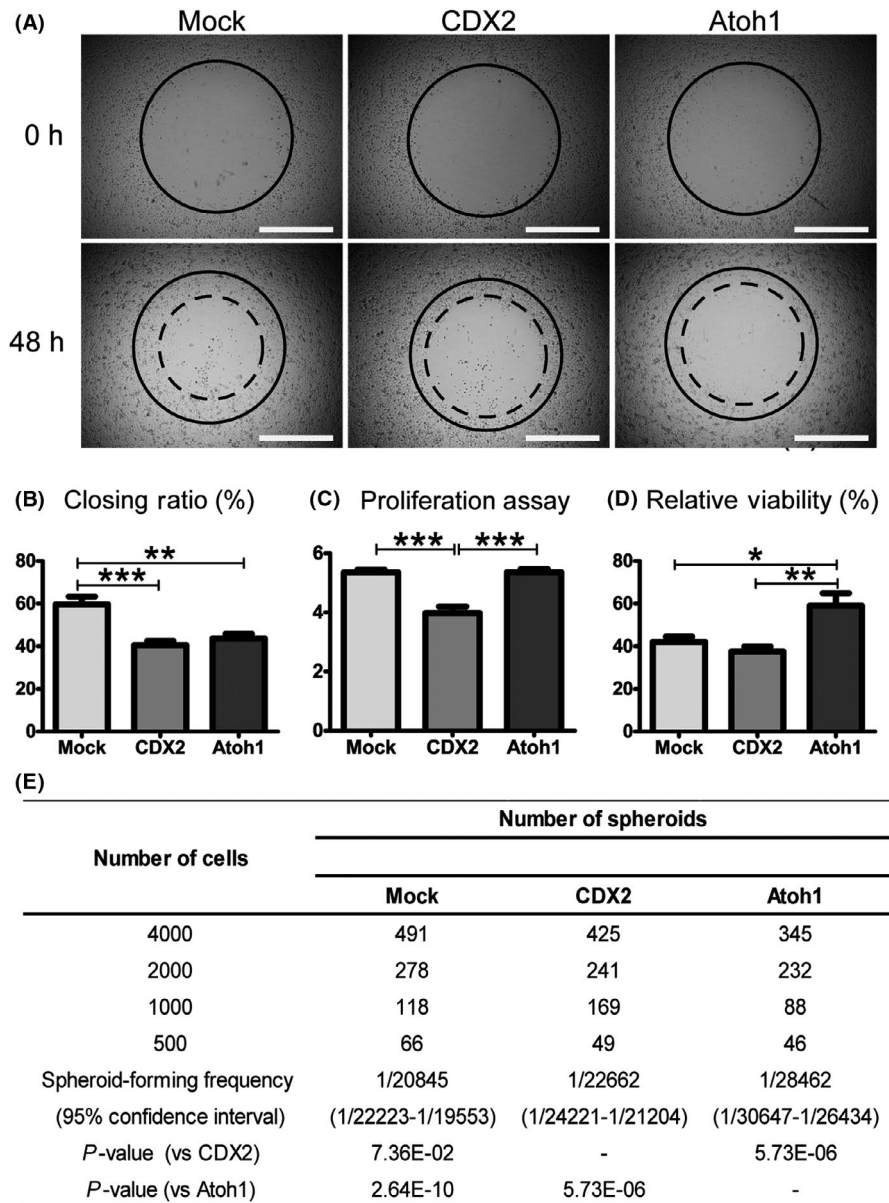 (A)
Mock CDX2 Atoh1
0 h
48 h
(B) Closing ratio (%)
80
60
40
20
0
** 
***
Mock CDX2 Atoh1
(C) Proliferation assay
6
4
2
0
*** ***
Mock CDX2 Atoh1
(D) Relative viability (%)
80
60
40
20
0
*
**
Mock CDX2 Atoh1
(E)
Number of cells
Number of spheroids
Mock CDX2 Atoh1
4000 491 425 345
2000 278 241 232
1000 118 169 88
500 66 49 46
Spheroid-forming frequency 1/20845 1/22662 1/28462
(95% confidence interval) (1/22223-1/19553) (1/24221-1/21204) (1/30647-1/26434)
P-value (vs CDX2) 7.36E-02 - 5.73E-06
P-value (vs Atoh1) 2.64E-10 5.73E-06 -